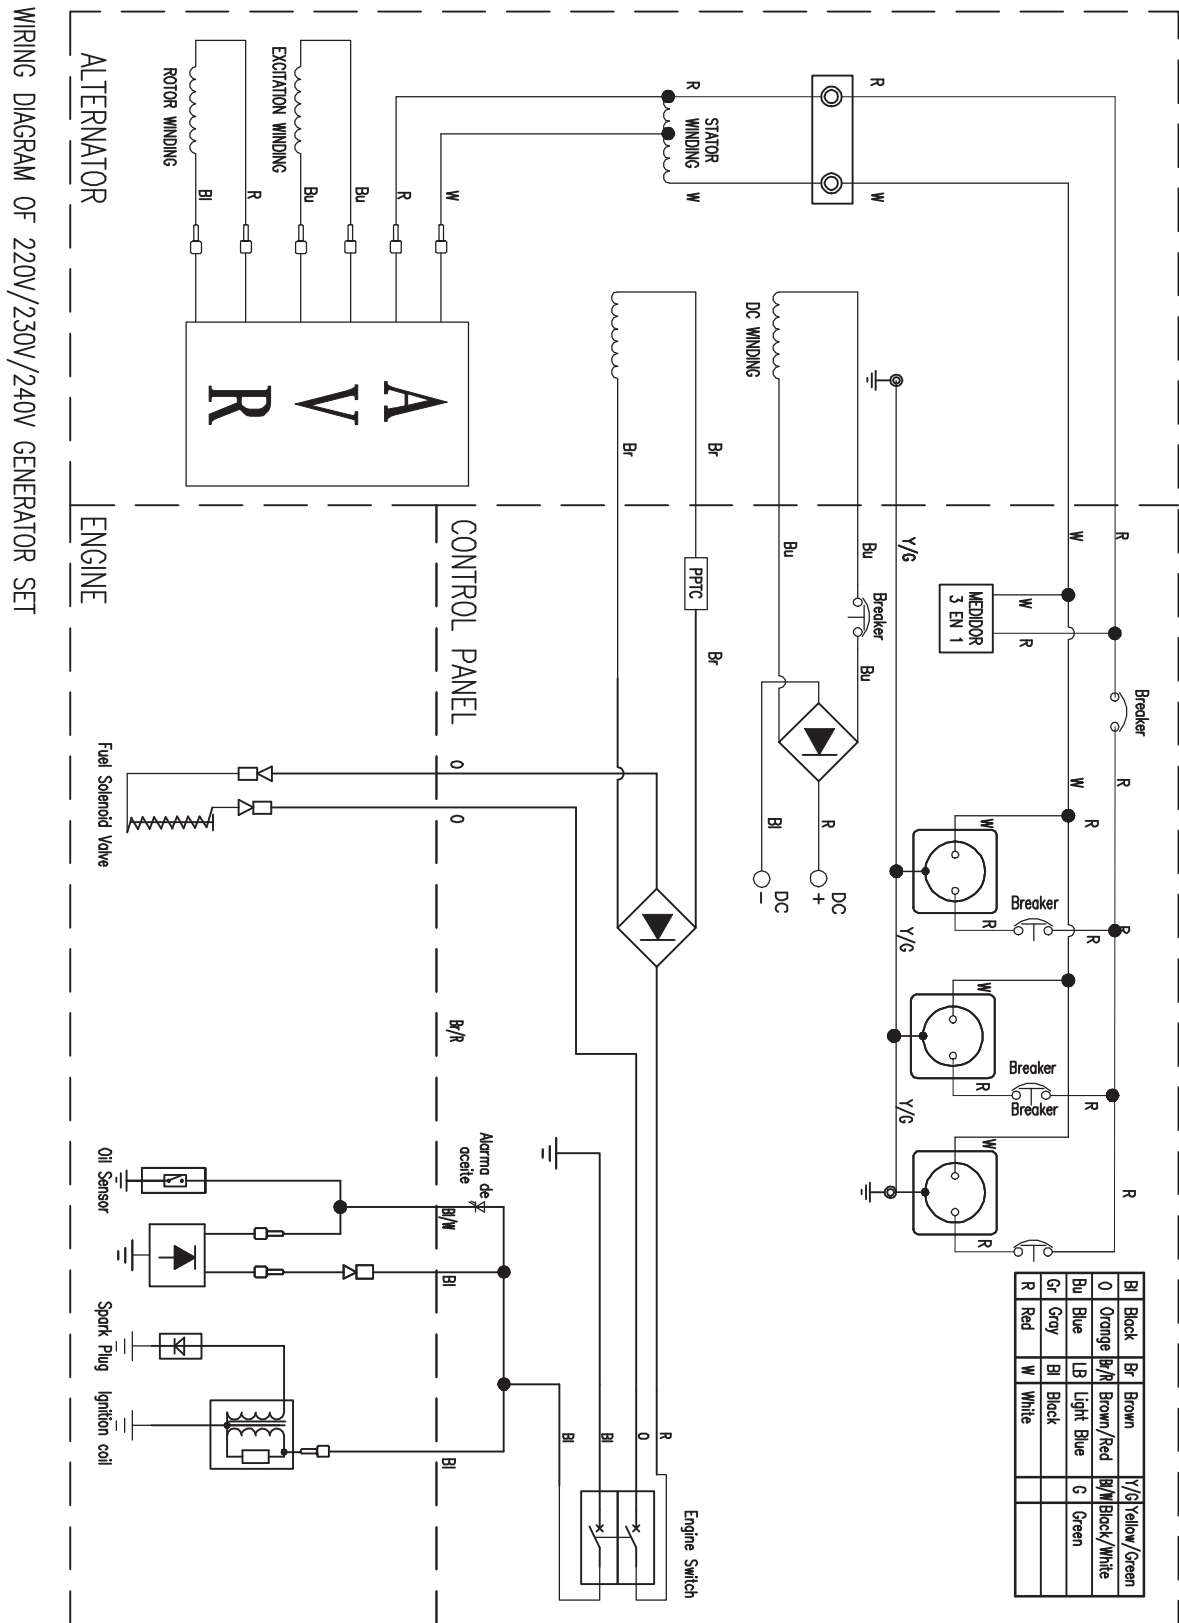 WIRING DIAGRAM OF 220V/230V/240V GENERATOR SET
ALTERNATOR
ROTOR WINDING
EXCITATION WINDING
STATOR
WINDING
DC WINDING
Bl
R
Bu
Bu
R
W
R
W
R
W
A
V
R
Br
Br
ENGINE
CONTROL PANEL
PPTC
Br
Bu
Bu
Breaker
Bu
Y/G
W
R
MEDIDOR
3 EN 1
W
R
Breaker
W
R
R
W
Breaker
R
R
R
Y/G
W
Breaker
Breaker
R
R
Y/G
W
R
R
Bl
R
DC
-
DC
+
Fuel Solenoid Valve
O
O
Br/R
Oil Sensor
Alarma de
aceite
Bl/W
Bl
Spark Plug
Ignition coil
Bl
Bl
Bl
O
R
Engine Switch
Bl Black Br Brown Y/G Yellow/Green
O Orange Br/R Brown/Red Bl/W Black/White
Bu Blue LB Light Blue G Green
Gr Gray Bl Black
R Red W White